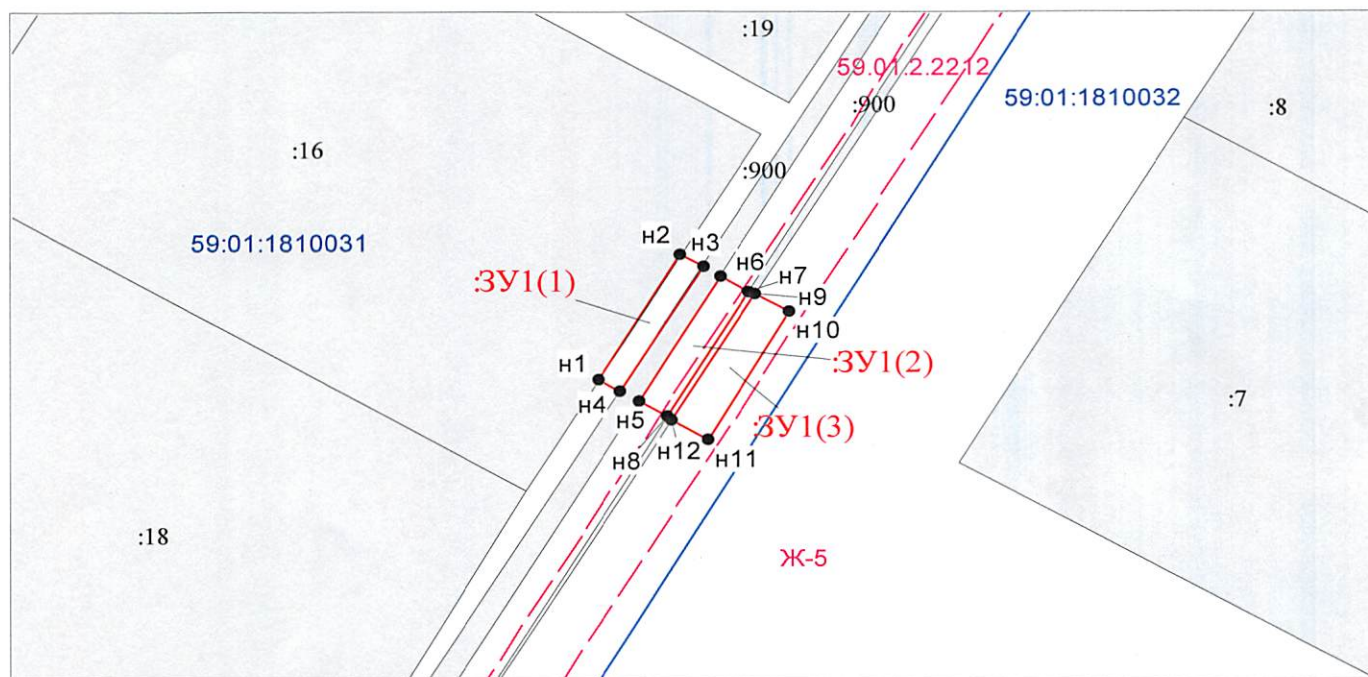 :19
59.01.2.2212
59:01:1810032
:900
:8
:16
:900
59:01:1810031
н2
н3
:ЗУ1(1)
н6
н7
н9
н10
:ЗУ1(2)
н1
н4
н5
:7
:ЗУ1(3)
н8
н12
н11
:18
Ж-5